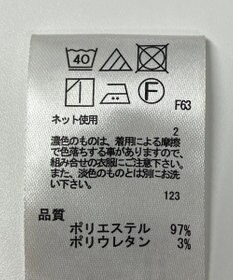 40
F
F63
ネット使用
2
濃色のものは、着用による摩擦
で色落ちする事がありますので、
組み合せの衣服にご注意下さい。
また、淡色のものとは別にお洗
い下さい。
123
品質
ポリエステル 97%
ポリウレタン 3%